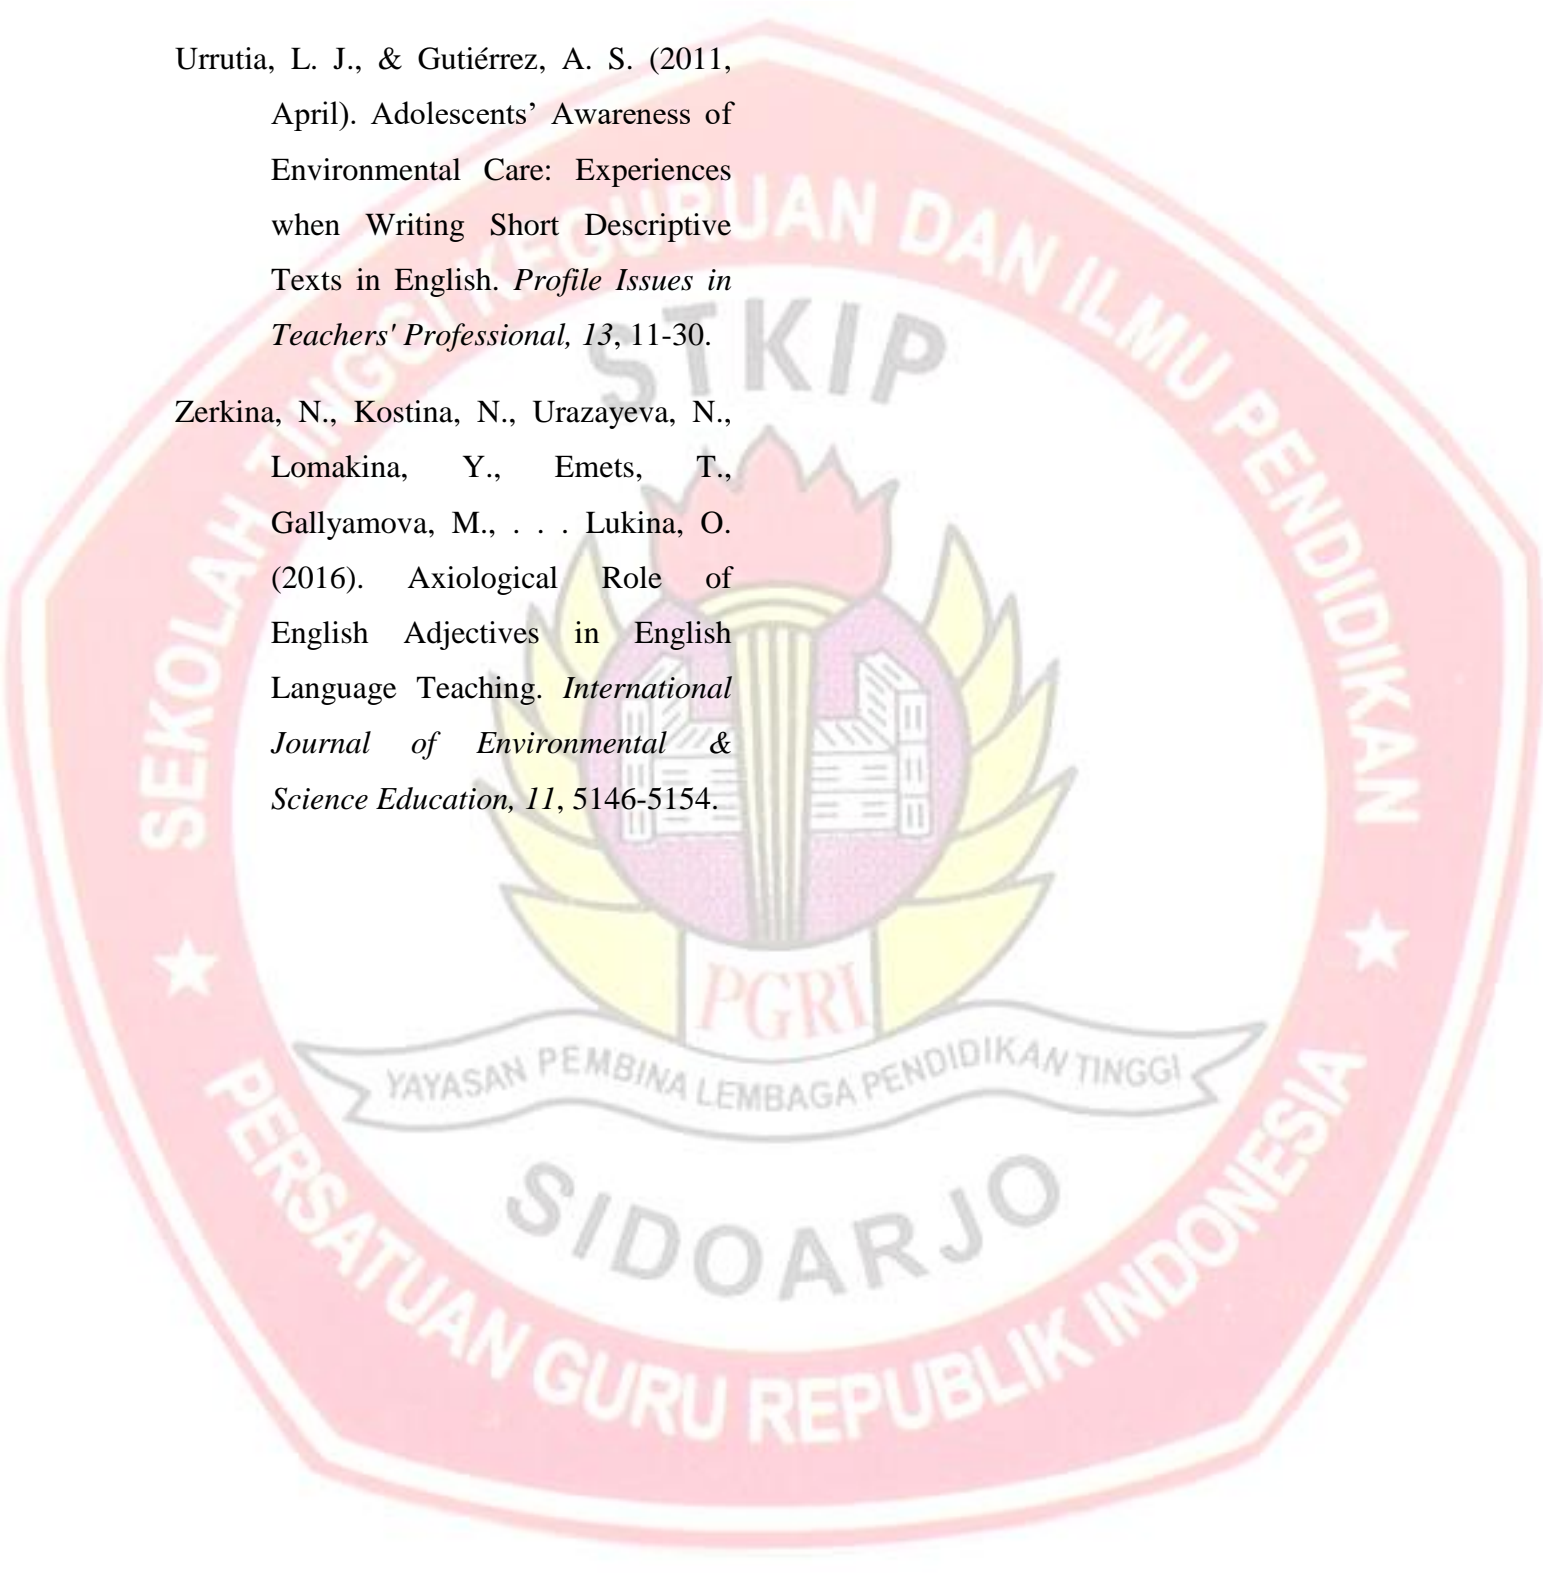 Urrutia, L. J., & Gutiérrez, A. S. (2011,
April). Adolescents’ Awareness of
Environmental Care: Experiences
when Writing Short Descriptive
Texts in English. Profile Issues in
Teachers' Professional, 13, 11-30.
Zerkina, N., Kostina, N., Urazayeva, N.,
Lomakina, Y., Emets, T.,
Gallyamova, M., . . . Lukina, O.
(2016). Axiological Role of
English Adjectives in English
Language Teaching. International
Journal of Environmental &
Science Education, 11, 5146-5154.
SEKOLAH TINGGI KEGURUAN DAN ILMU PENDIDIKAN
STKIP
PGRI
YAYASAN PEMBINA LEMBAGA PENDIDIKAN TINGGI
SIDOARJO
PERSATUAN GURU REPUBLIK INDONESIA